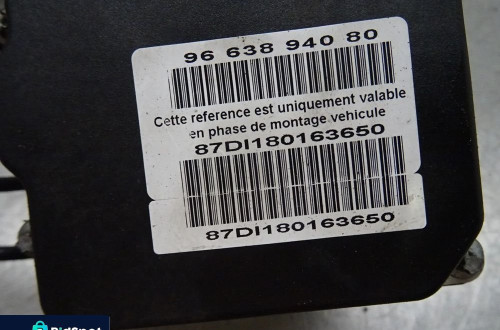 96 638 940 80
Cette reference est uniquement valable
en phase de montage vehicule
87DI180163650
87DI180163650